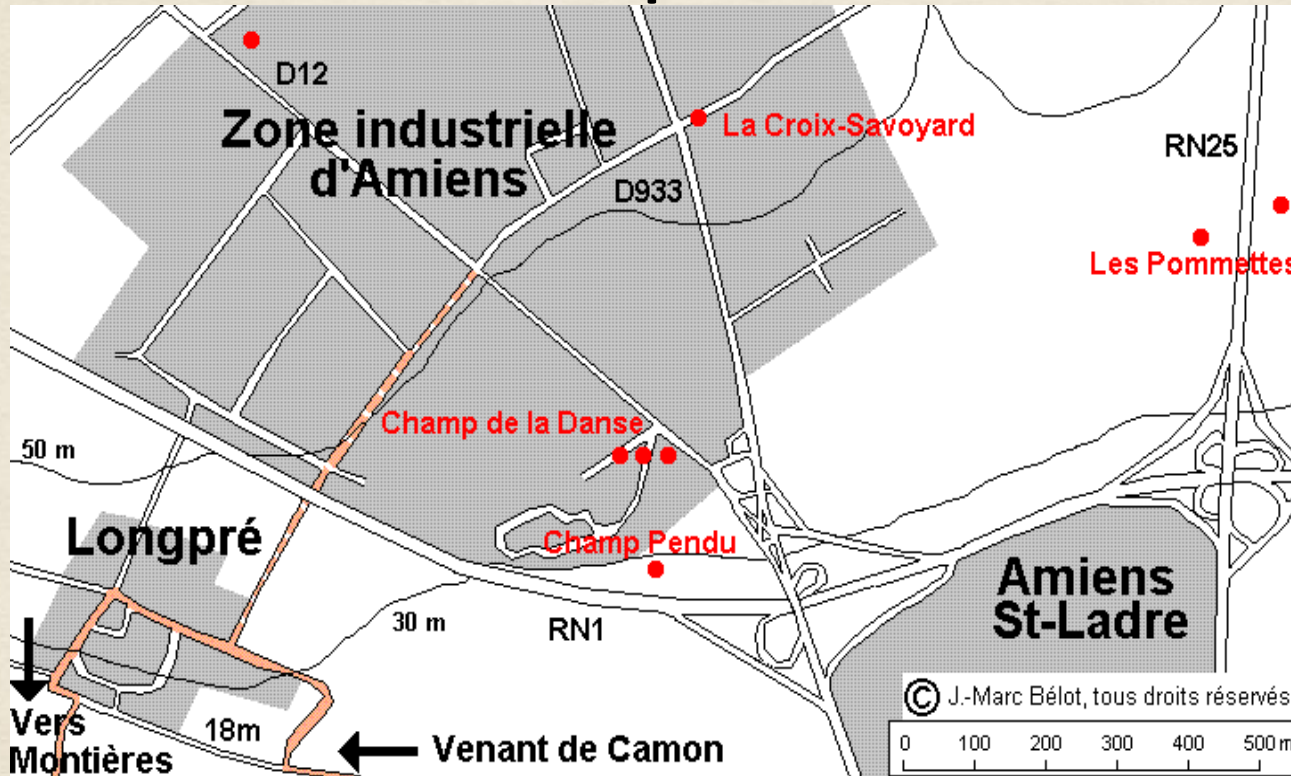 D12
Zone industrielle
d'Amiens
La Croix-Savoyard
RN25
D933
Les Pommettes
Champ de la Danse
50 m
Longpré
Champ Pendu
Amiens
St-Ladre
30 m
RN1
© J.-Marc Bélot, tous droits réservés
Vers
Montières
18m
Venant de Camon
0 100 200 300 400 500 m